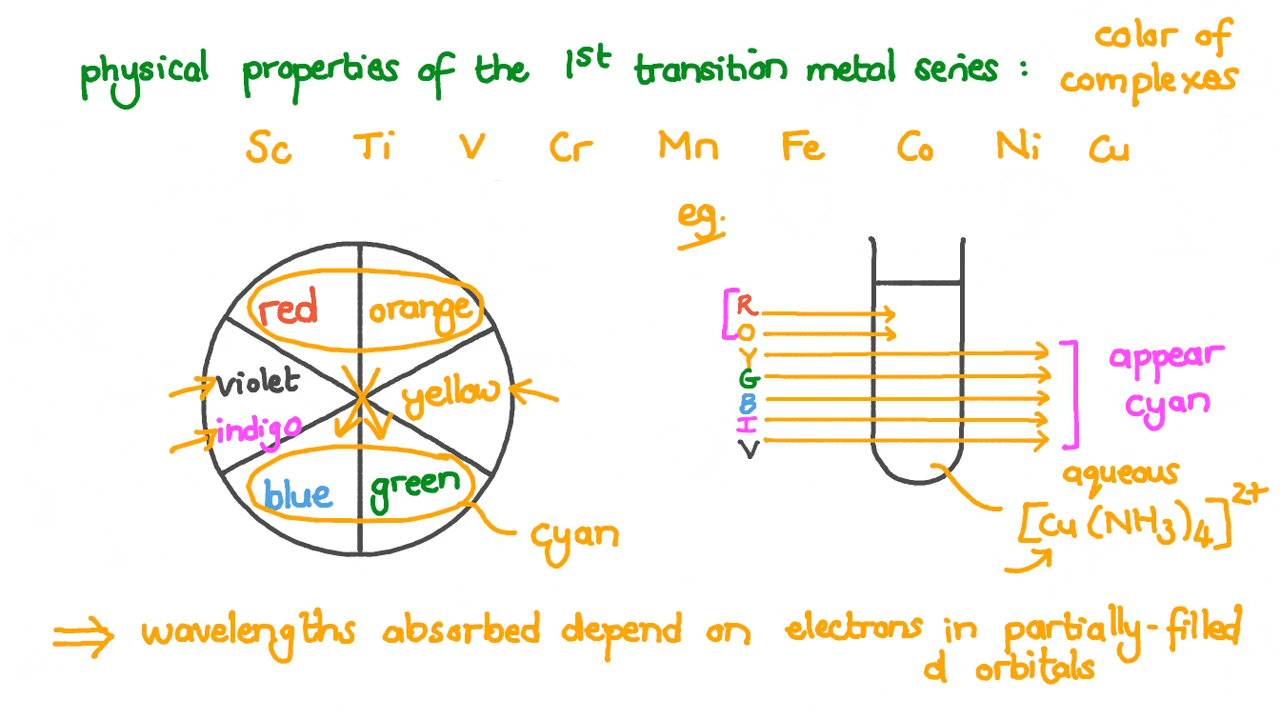 physical properties of the 1st transition metal series : color of
complexes
Sc Ti V Cr Mn Fe Co Ni Cu
eg.
red orange
violet yellow
indigo
blue green
cyan
R
O
Y
G
B
I
V
appear
cyan
aqueous
[Cu(NH3)4]2+
⇒ wavelengths absorbed depend on electrons in partially-filled
d orbitals